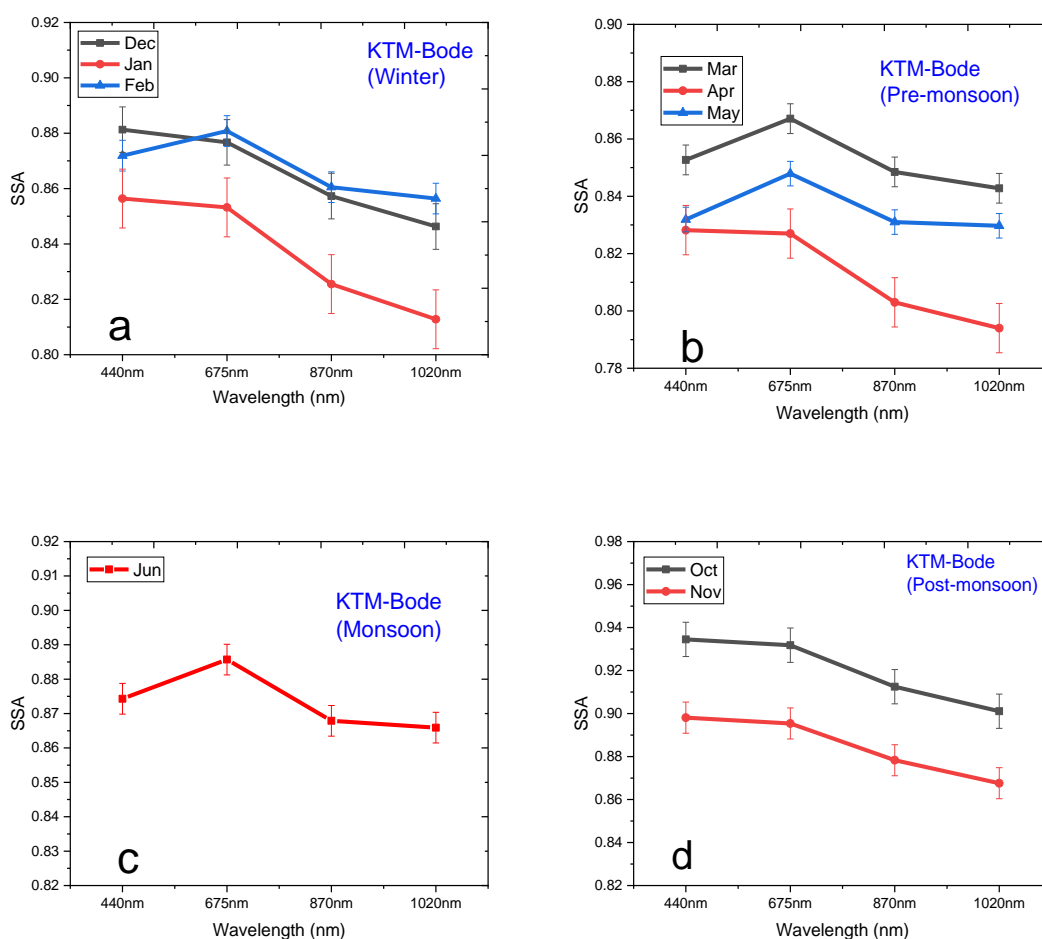 0.92
0.90
0.88
0.86
0.84
0.82
0.80
SSA
Dec
Jan
Feb
KTM-Bode
(Winter)
a
440nm
675nm
870nm
1020nm
Wavelength (nm)
0.90
0.88
0.86
0.84
0.82
0.80
0.78
SSA
Mar
Apr
May
KTM-Bode
(Pre-monsoon)
b
440nm
675nm
870nm
1020nm
Wavelength (nm)
0.92
0.91
0.90
0.89
0.88
0.87
0.86
0.85
0.84
0.83
0.82
SSA
Jun
KTM-Bode
(Monsoon)
c
440nm
675nm
870nm
1020nm
Wavelength (nm)
0.98
0.96
0.94
0.92
0.90
0.88
0.86
0.84
0.82
SSA
Oct
Nov
KTM-Bode
(Post-monsoon)
d
440nm
675nm
870nm
1020nm
Wavelength (nm)